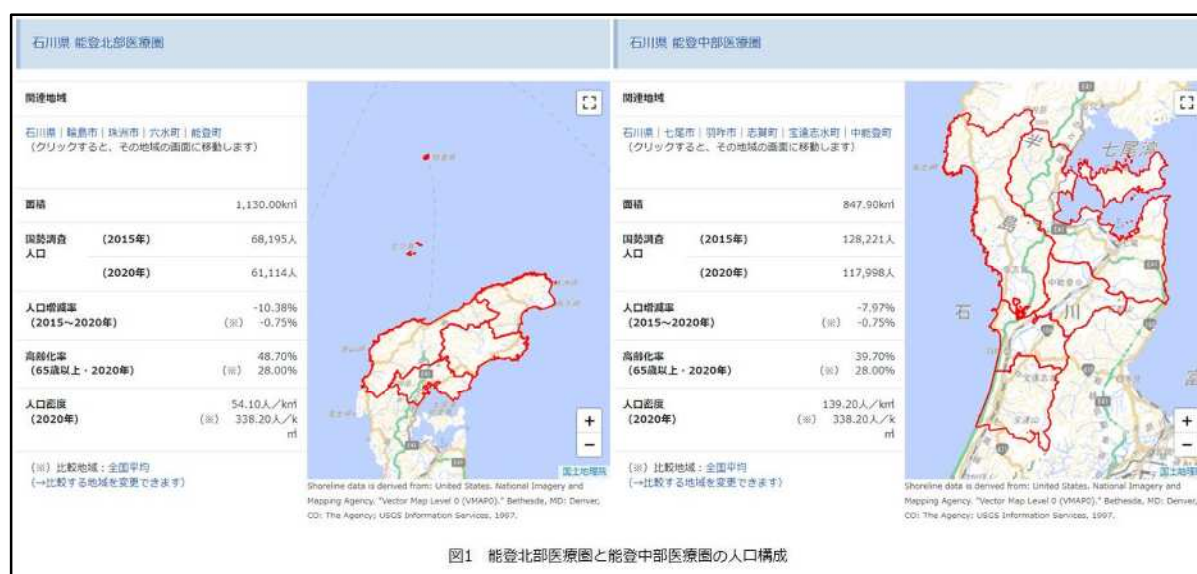 石川県 能登北部医療圏
関連地域
石川県 | 輪島市 | 珠洲市 | 穴水町 | 能登町
(クリックすると、その地域の画面に移動します)
面積 1,130.00km²
国勢調査人口 (2015年) 68,195人
(2020年) 61,114人
人口増減率 -10.38%
(2015～2020年) (※) -0.75%
高齢化率 48.70%
(65歳以上・2020年) (※) 28.00%
人口密度 54.10人／km²
(2020年) (※) 338.20人／k
㎡
(※) 比較地域：全国平均
(→比較する地域を変更できます)
国土地理院
Shoreline data is derived from: United States. National Imagery and
Mapping Agency. "Vector Map Level 0 (VMAP0)." Bethesda, MD: Denver,
CO: The Agency; USGS Information Services, 1997.
石川県 能登中部医療圏
関連地域
石川県 | 七尾市 | 羽咋市 | 志賀町 | 宝達志水町 | 中能登町
(クリックすると、その地域の画面に移動します)
面積 847.90km²
国勢調査人口 (2015年) 128,221人
(2020年) 117,998人
人口増減率 -7.97%
(2015～2020年) (※) -0.75%
高齢化率 39.70%
(65歳以上・2020年) (※) 28.00%
人口密度 139.20人／km²
(2020年) (※) 338.20人／k
㎡
(※) 比較地域：全国平均
(→比較する地域を変更できます)
七尾湾
半
島
石
川
富
国土地理院
Shoreline data is derived from: United States. National Imagery and
Mapping Agency. "Vector Map Level 0 (VMAP0)." Bethesda, MD: Denver,
CO: The Agency; USGS Information Services, 1997.
図1 能登北部医療圏と能登中部医療圏の人口構成